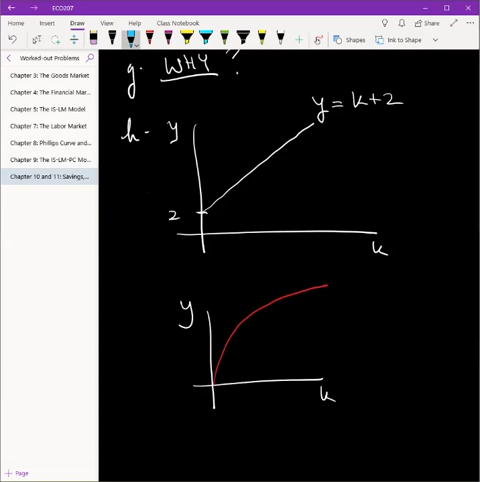 ECO207
File Home Insert Draw View Help Class Notebook Share
Shapes Ink to Shape
Worked-out Problems
Chapter 3: The Goods Market
Chapter 4: The Financial Mar...
Chapter 5: The IS-LM Model
Chapter 7: The Labor Market
Chapter 8: Phillips Curve and...
Chapter 9: The IS-LM-PC Mo...
Chapter 10 and 11: Savings,...
+ Page
g. WHY ?
y = k+2
h - y
2
k
y
k